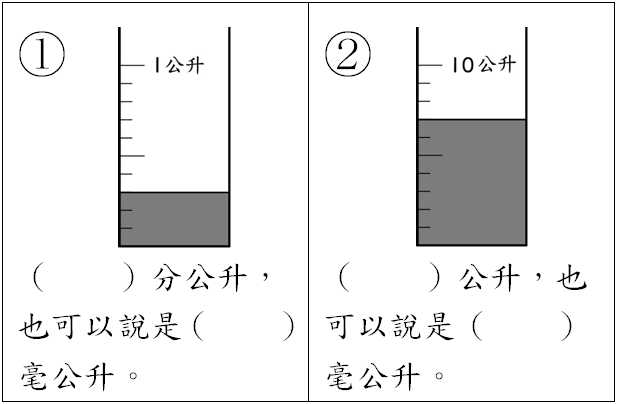 ①
1公升
（　　）分公升，
也可以說是（　　）
毫公升。
②
10公升
（　　）公升，也
可以說是（　　）
毫公升。